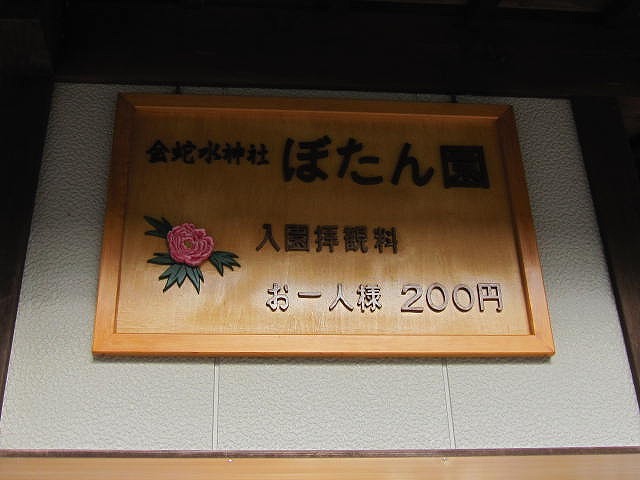 金蛇水神社 ぼたん園
入園拝観料
お一人様 200円